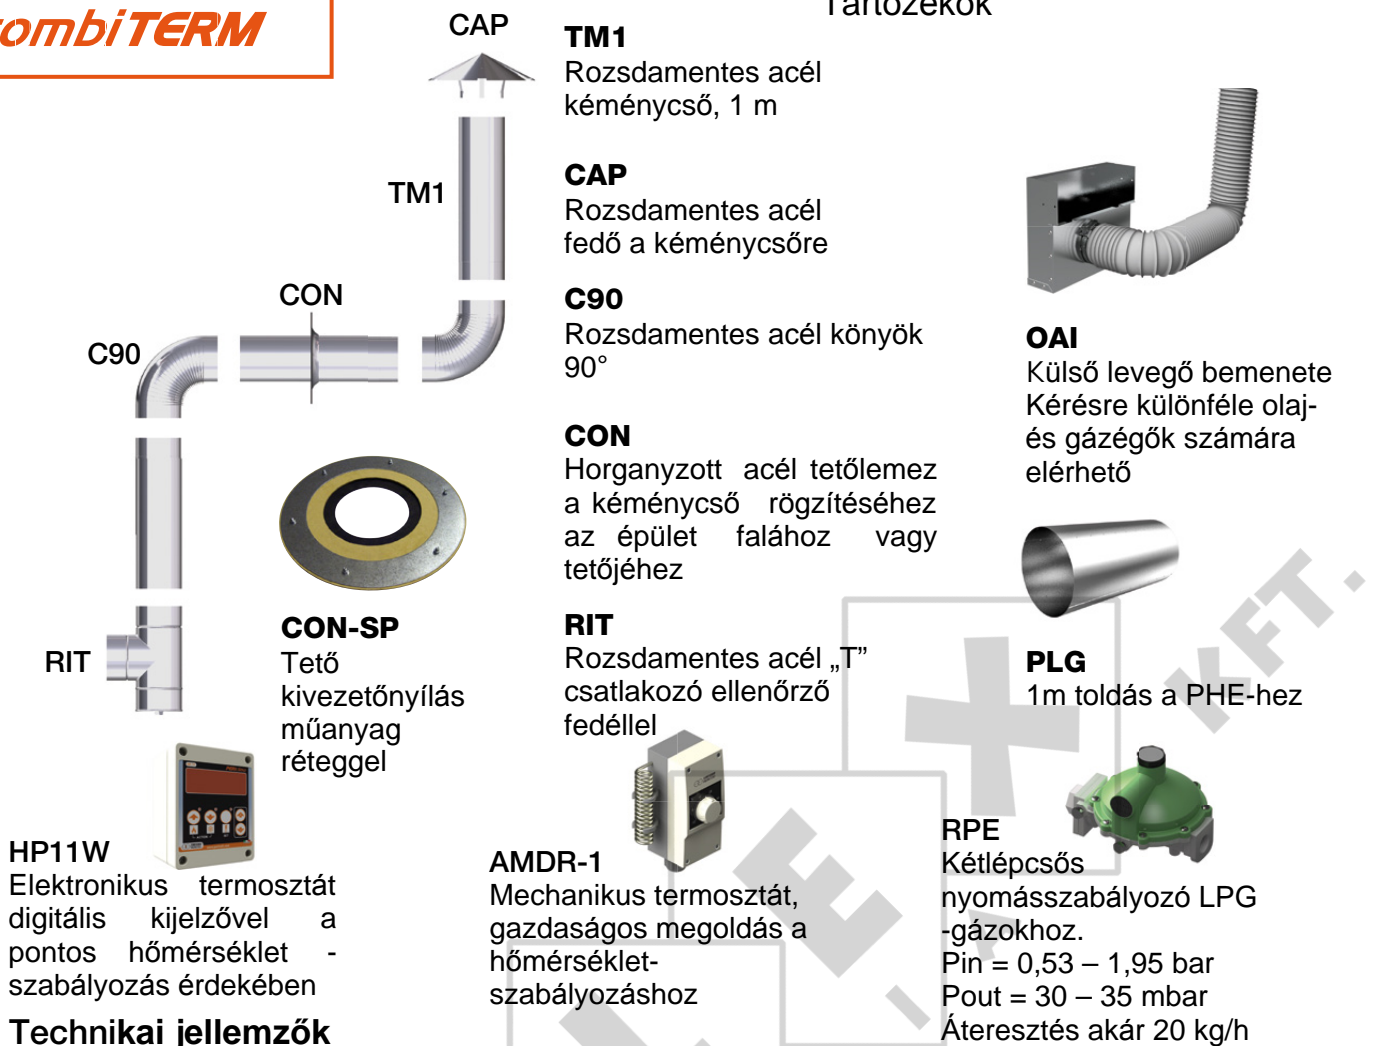 ombiTERM
Tartozékok
CAP
TM1
CON
C90
RIT
TM1
Rozsdamentes acél
kéménycső, 1 m
CAP
Rozsdamentes acél
fedő a kéménycsőre
C90
Rozsdamentes acél könyök
90°
CON
Horganyzott acél tetőlemez
a kéménycső rögzítéséhez
az épület falához vagy
tetőjéhez
RIT
Rozsdamentes acél „T”
csatlakozó ellenőrző
fedéllel
OAI
Külső levegő bemenete
Kérésre különféle olaj-
és gázégők számára
elérhető
PLG
1m toldás a PHE-hez
CON-SP
Tető
kivezetőnyílás
műanyag
réteggel
HP11W
Elektronikus termosztát
digitális kijelzővel a
pontos hőmérséklet -
szabályozás érdekében
AMDR-1
Mechanikus termosztát,
gazdaságos megoldás a
hőmérséklet-
szabályozáshoz
RPE
Kétlépcsős
nyomásszabályozó LPG
-gázokhoz.
Pin = 0,53 – 1,95 bar
Pout = 30 – 35 mbar
Áteresztés akár 20 kg/h
Technikai jellemzők
KFT.